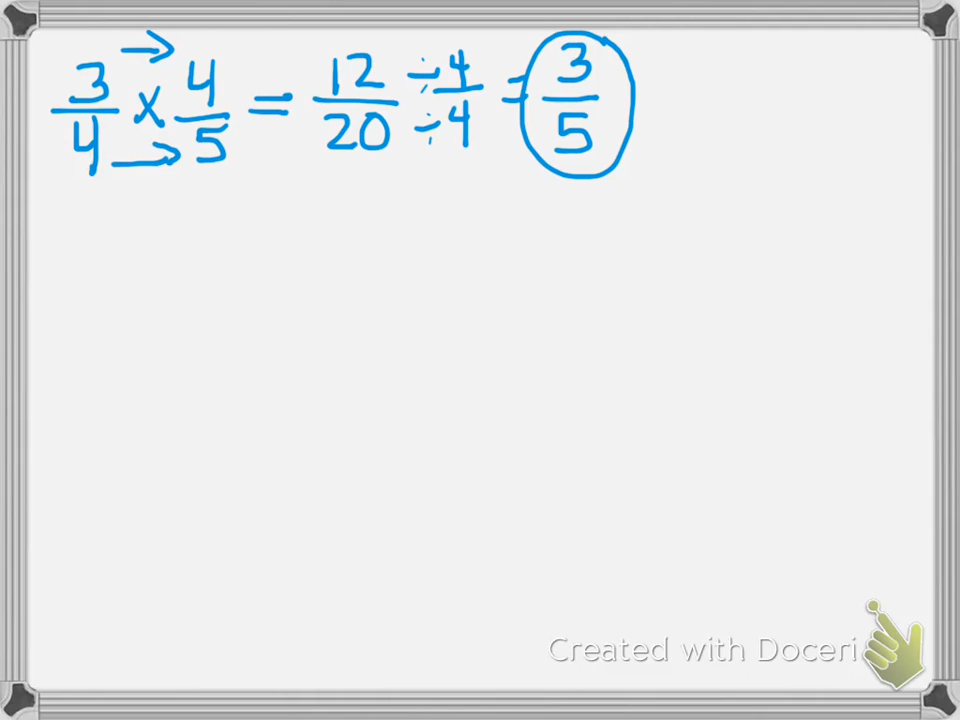 3/4 x 4/5 = 12/20 ÷4/÷4 = 3/5
Created with Doceri